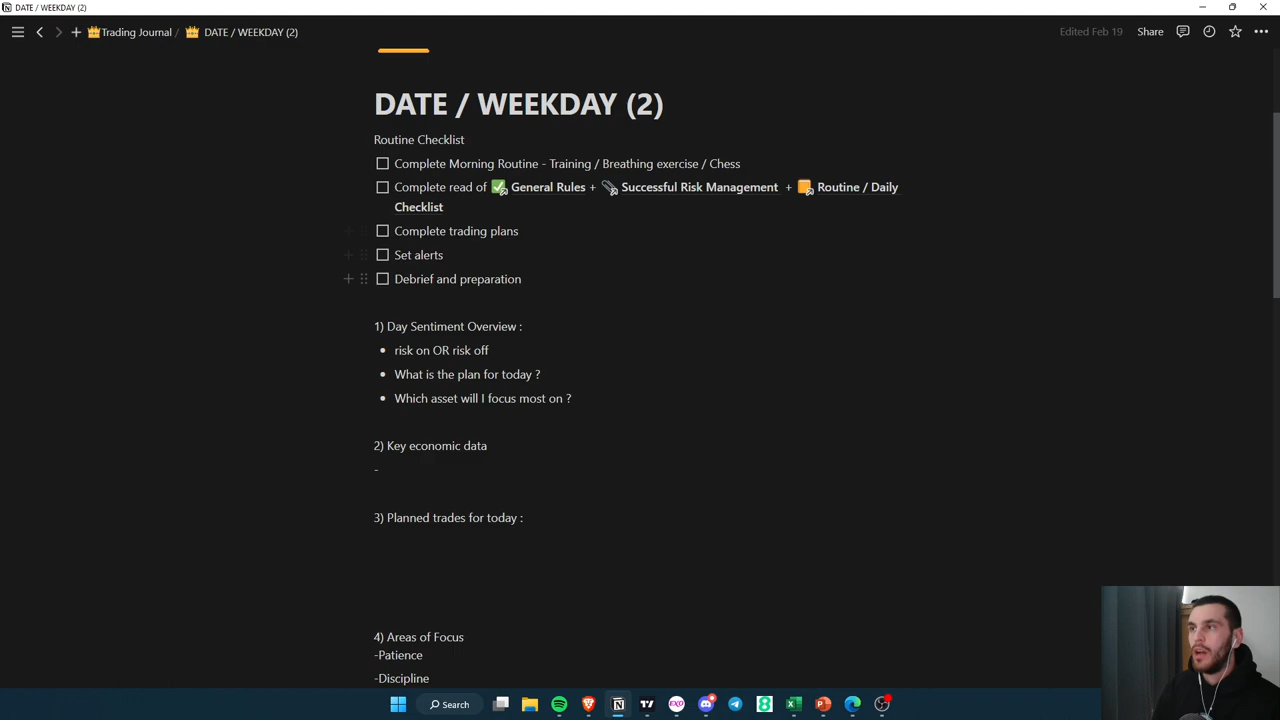 DATE / WEEKDAY (2)
Trading Journal / DATE / WEEKDAY (2)
Edited Feb 19 Share
DATE / WEEKDAY (2)
Routine Checklist
Complete Morning Routine - Training / Breathing exercise / Chess
Complete read of General Rules + Successful Risk Management + Routine / Daily
Checklist
Complete trading plans
Set alerts
Debrief and preparation
1) Day Sentiment Overview :
risk on OR risk off
What is the plan for today ?
Which asset will I focus most on ?
2) Key economic data
-
3) Planned trades for today :
4) Areas of Focus
-Patience
-Discipline
Search
EXO